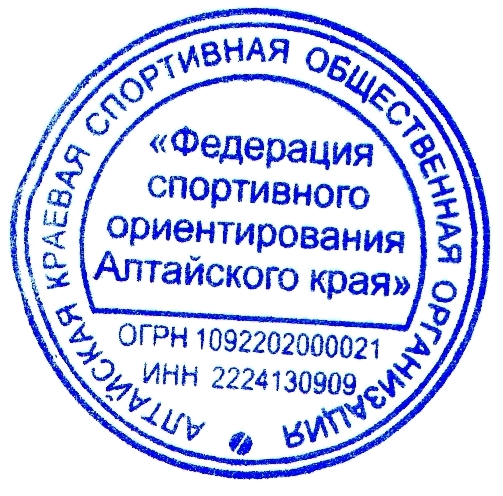 АЛТАЙСКАЯ КРАЕВАЯ СПОРТИВНАЯ ОБЩЕСТВЕННАЯ ОРГАНИЗАЦИЯ
«Федерация
спортивного
ориентирования
Алтайского края»
ОГРН 1092202000021
ИНН 2224130909